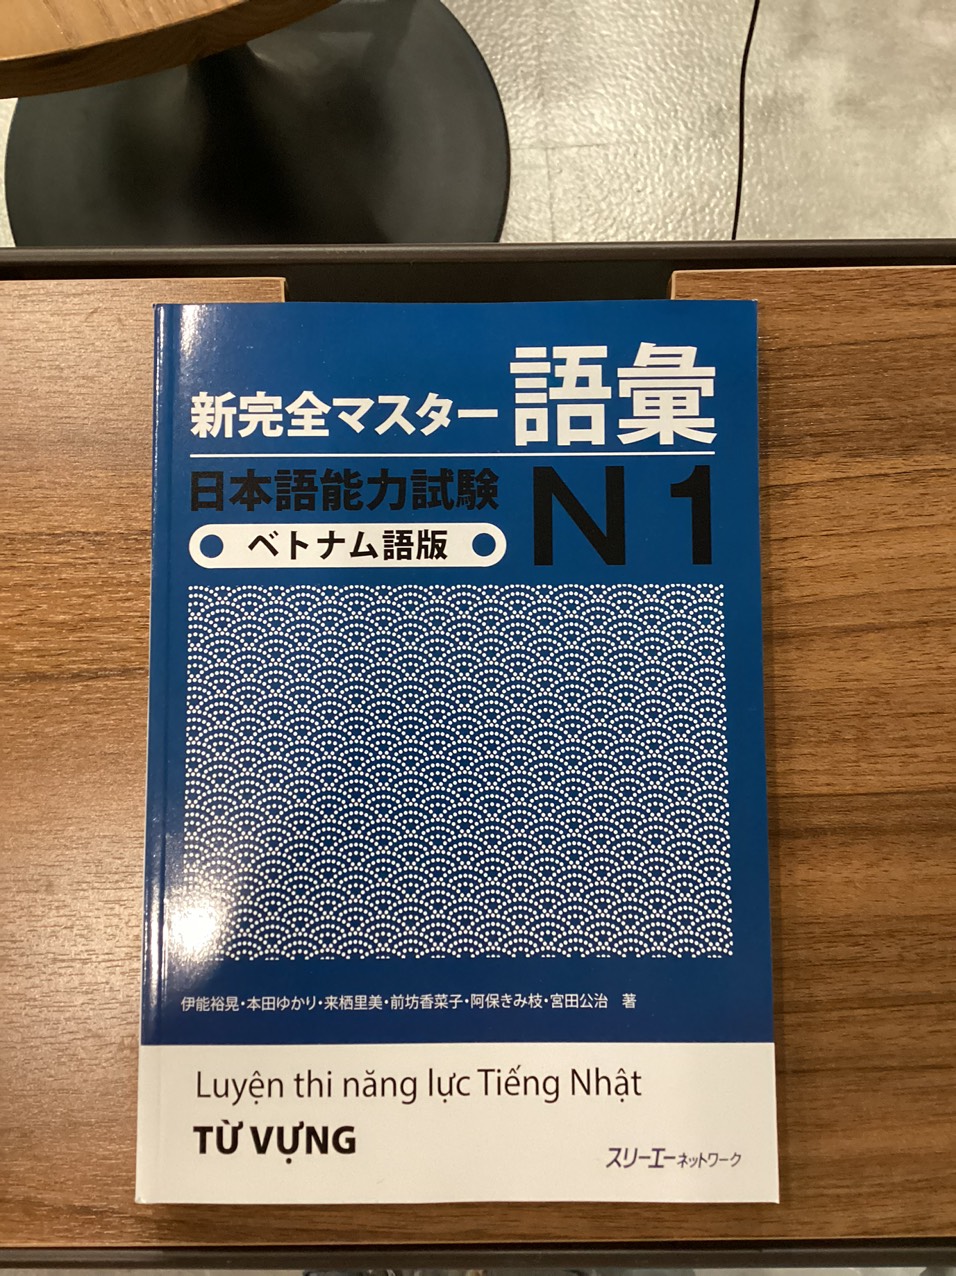 新完全マスター 語彙
日本語能力試験 N1
ベトナム語版
伊能裕晃・本田ゆかり・来栖里美・前坊香菜子・阿保きみ枝・宮田公治 著
Luyện thi năng lực Tiếng Nhật
TỪ VỰNG
スリーエーネットワーク